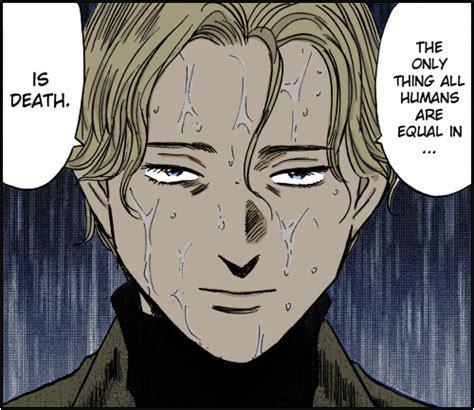 THE
ONLY
THING ALL
HUMANS
ARE
EQUAL IN
...
IS
DEATH.